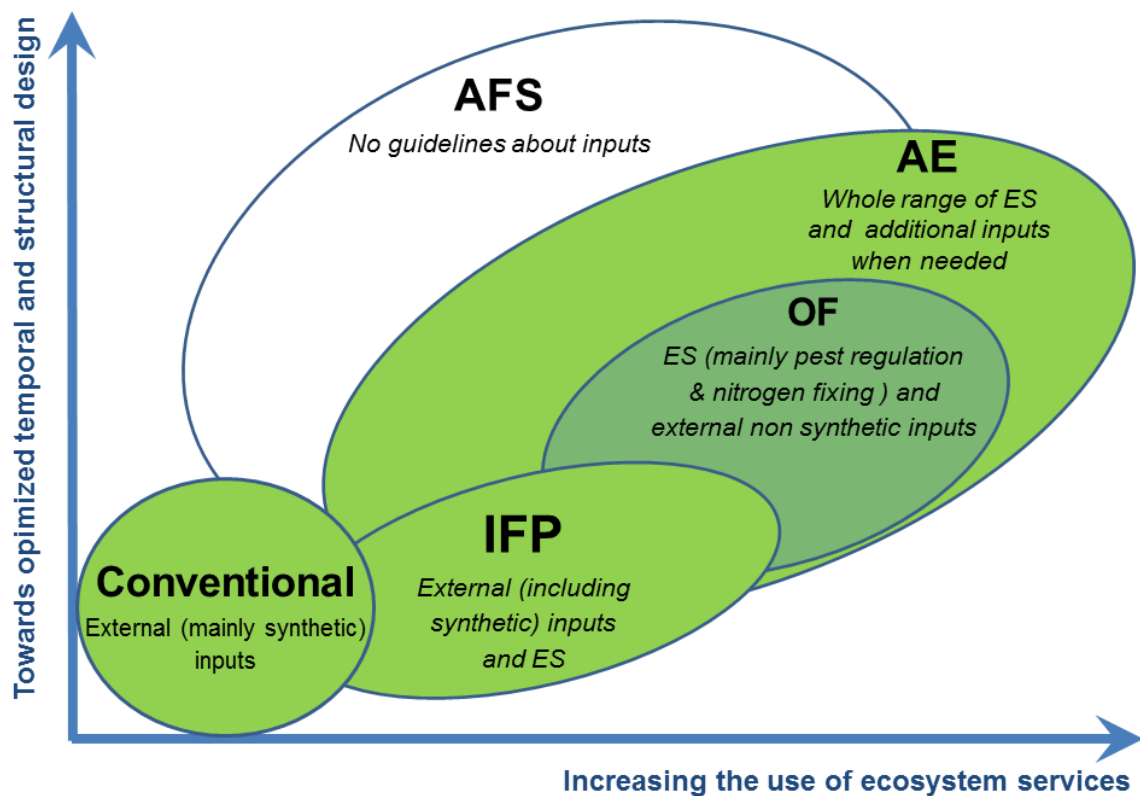 Towards opimized temporal and structural design
AFS
No guidelines about inputs
AE
Whole range of ES
and additional inputs
when needed
OF
ES (mainly pest regulation
& nitrogen fixing ) and
external non synthetic inputs
IFP
External (including
synthetic) inputs
and ES
Conventional
External (mainly synthetic)
inputs
Increasing the use of ecosystem services